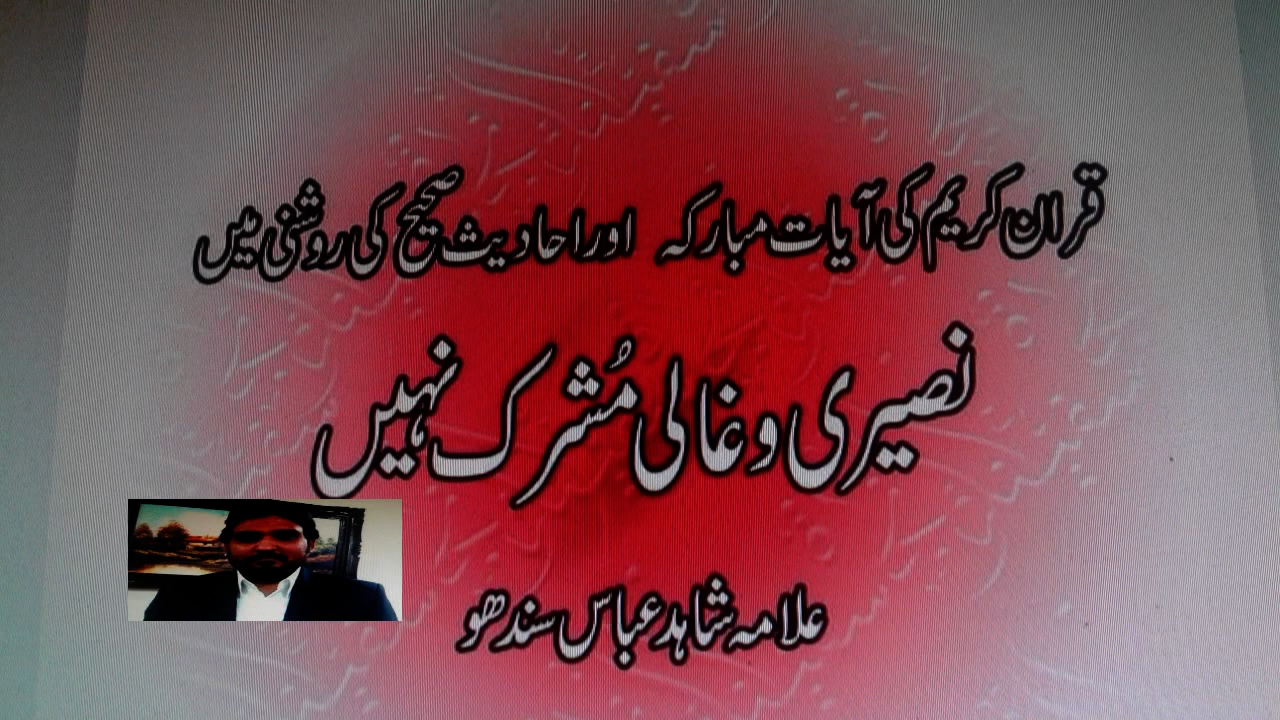 قران کریم کی آیات مبارکہ اور احادیث صحیح کی روشنی میں
نصیری و غالی مُشرک نہیں
علامہ شاہد عباس سندھو